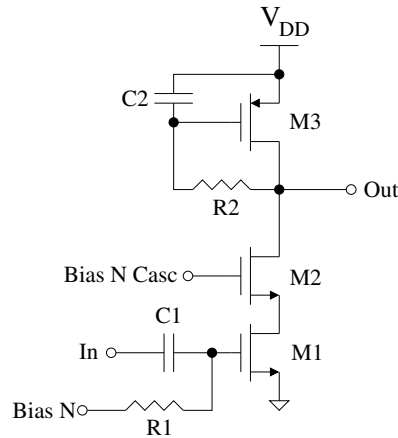 VDD
C2
M3
R2
Out
Bias N Casc
M2
C1
In
M1
Bias N
R1